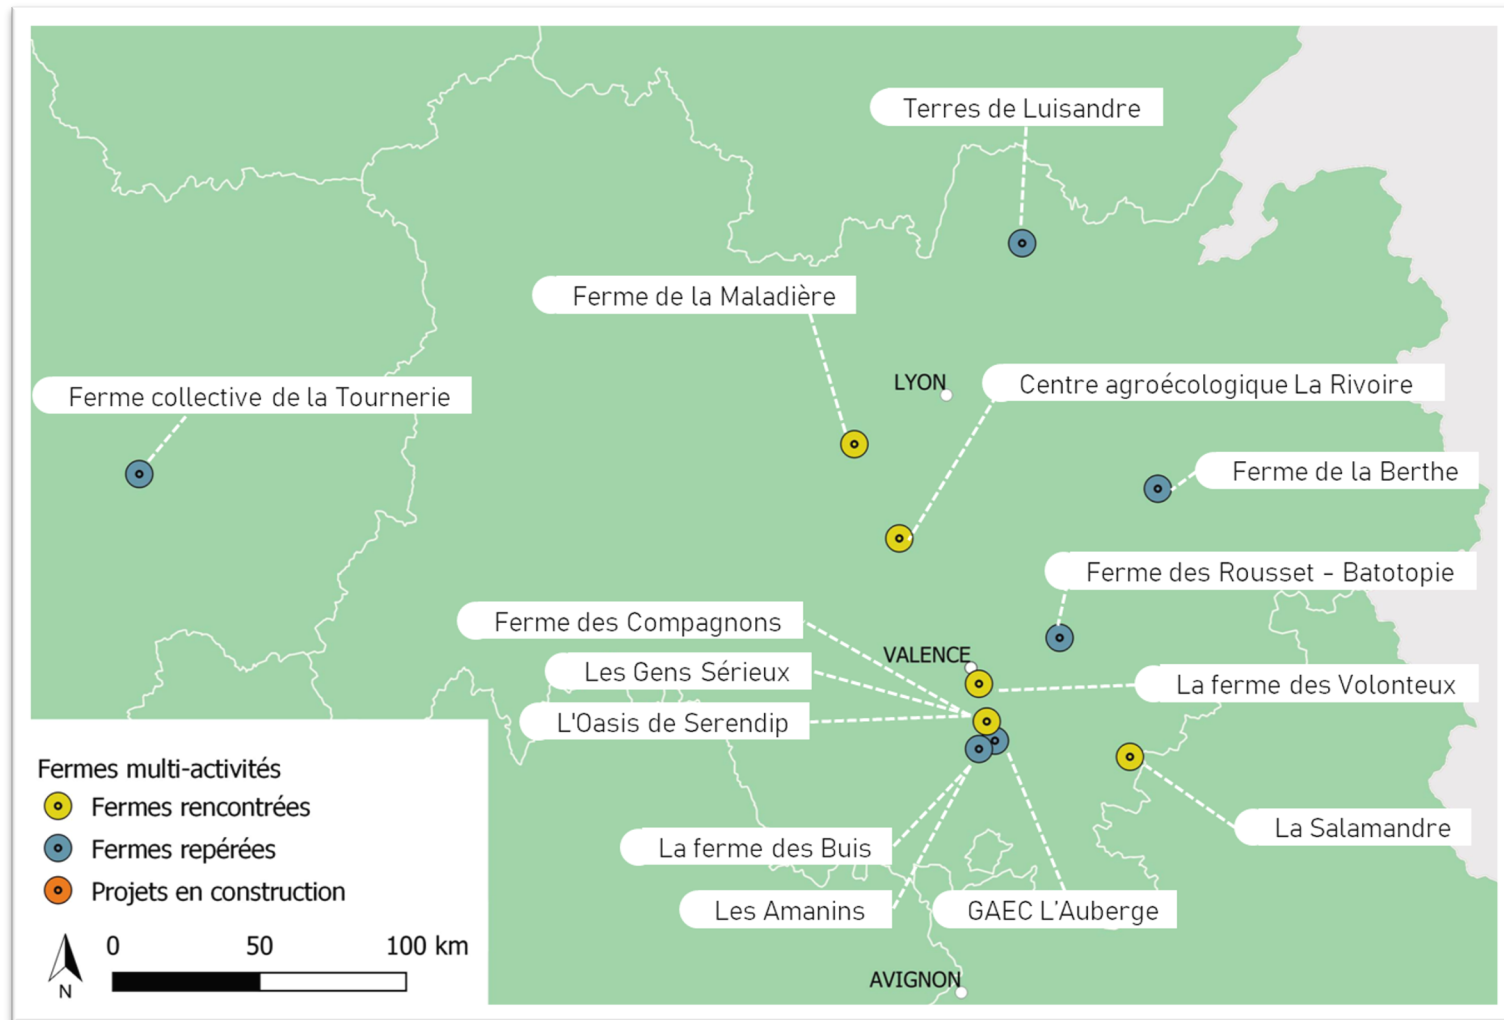 Terres de Luisandre
Ferme de la Maladière
LYON
Centre agroécologique La Rivoire
Ferme collective de la Tournerie
Ferme de la Berthe
Ferme des Rousset - Batotopie
Ferme des Compagnons
VALENCE
Les Gens Sérieux
La ferme des Volonteux
L'Oasis de Serendip
Fermes multi-activités
Fermes rencontrées
Fermes repérées
Projets en construction
La Salamandre
La ferme des Buis
Les Amanins
GAEC L'Auberge
0 50 100 km
N
AVIGNON